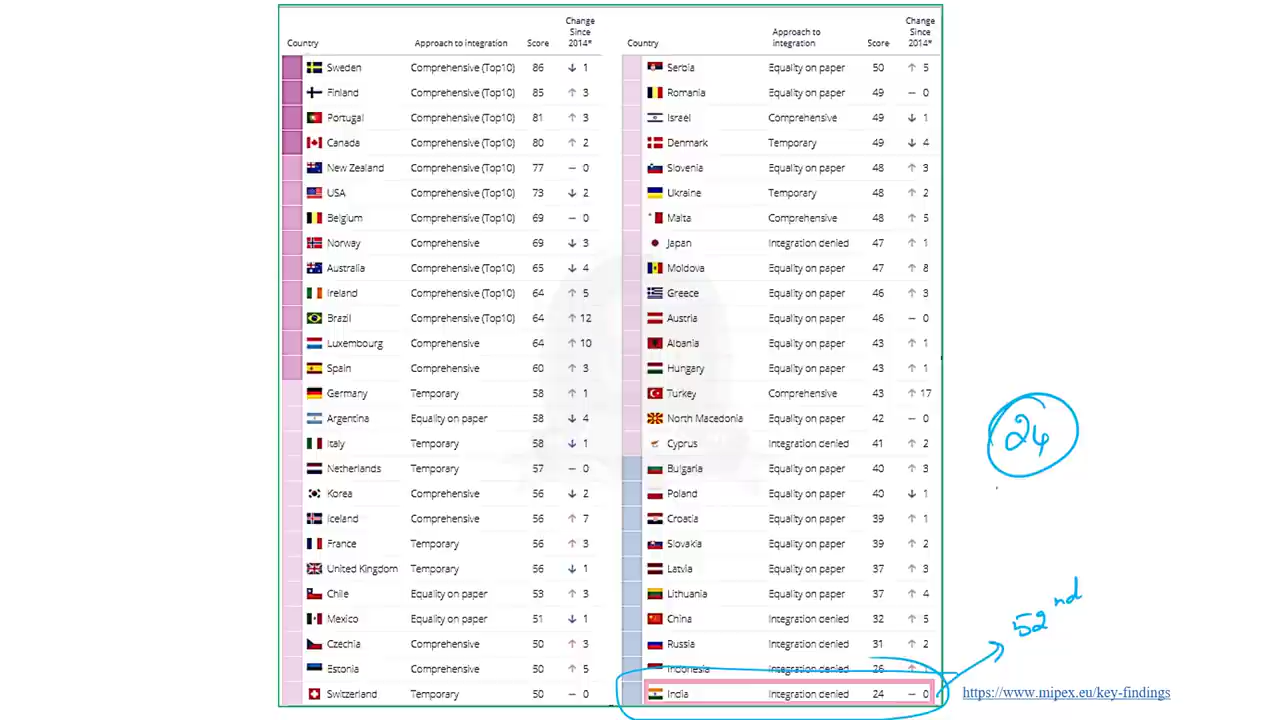 Country Approach to integration Score Change Since 2014*
Sweden Comprehensive (Top10) 86 ↓ 1
Finland Comprehensive (Top10) 85 ↑ 3
Portugal Comprehensive (Top10) 81 ↑ 3
Canada Comprehensive (Top10) 80 ↑ 2
New Zealand Comprehensive (Top10) 77 − 0
USA Comprehensive (Top10) 73 ↓ 2
Belgium Comprehensive (Top10) 69 − 0
Norway Comprehensive 69 ↓ 3
Australia Comprehensive (Top10) 65 ↓ 4
Ireland Comprehensive (Top10) 64 ↑ 5
Brazil Comprehensive (Top10) 64 ↑ 12
Luxembourg Comprehensive 64 ↑ 10
Spain Comprehensive 60 ↑ 3
Germany Temporary 58 ↑ 1
Argentina Equality on paper 58 ↓ 4
Italy Temporary 58 ↓ 1
Netherlands Temporary 57 − 0
Korea Comprehensive 56 ↓ 2
Iceland Comprehensive 56 ↑ 7
France Temporary 56 ↑ 3
United Kingdom Temporary 56 ↓ 1
Chile Equality on paper 53 ↑ 3
Mexico Equality on paper 51 ↓ 1
Czechia Comprehensive 50 ↑ 3
Estonia Comprehensive 50 ↑ 5
Switzerland Temporary 50 − 0
Country Approach to integration Score Change Since 2014*
Serbia Equality on paper 50 ↑ 5
Romania Equality on paper 49 − 0
Israel Comprehensive 49 ↓ 1
Denmark Temporary 49 ↓ 4
Slovenia Equality on paper 48 ↑ 3
Ukraine Temporary 48 ↑ 2
Malta Comprehensive 48 ↑ 5
Japan Integration denied 47 ↑ 1
Moldova Equality on paper 47 ↑ 8
Greece Equality on paper 46 ↑ 3
Austria Equality on paper 46 − 0
Albania Equality on paper 43 ↑ 1
Hungary Equality on paper 43 ↑ 1
Turkey Comprehensive 43 ↑ 17
North Macedonia Equality on paper 42 − 0
Cyprus Integration denied 41 ↑ 2
Bulgaria Equality on paper 40 ↑ 3
Poland Equality on paper 40 ↓ 1
Croatia Equality on paper 39 ↑ 1
Slovakia Equality on paper 39 ↑ 2
Latvia Equality on paper 37 ↑ 3
Lithuania Equality on paper 37 ↑ 4
China Integration denied 32 ↑ 5
Russia Integration denied 31 ↑ 2
Indonesia Integration denied 26 ↑
India Integration denied 24 − 0
24
52nd
https://www.mipex.eu/key-findings